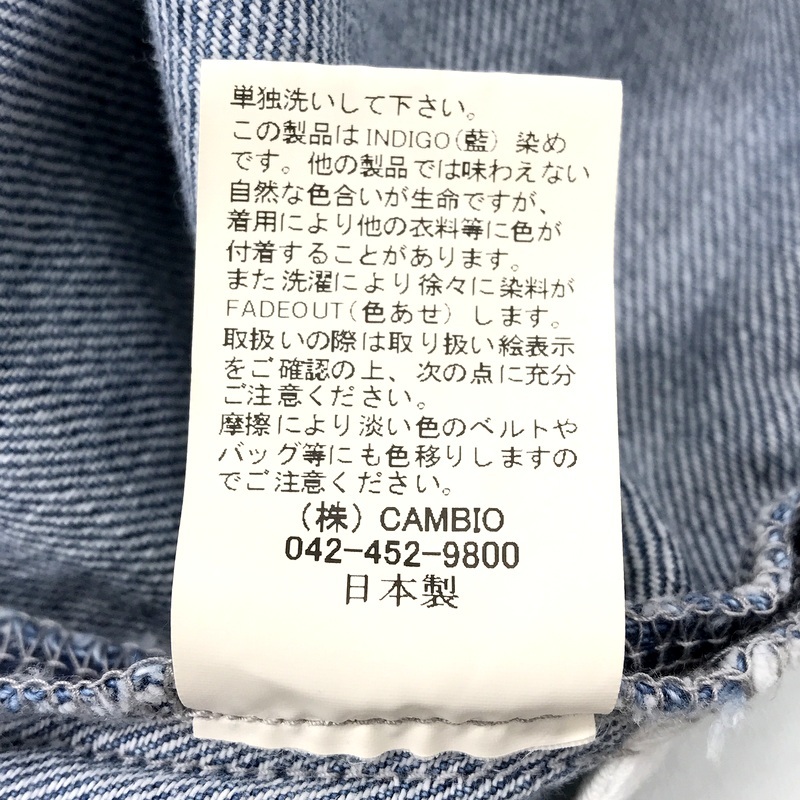 単独洗いして下さい。
この製品はINDIGO(藍)染め
です。他の製品では味わえない
自然な色合いが生命ですが、
着用により他の衣料等に色が
付着することがあります。
また洗濯により徐々に染料が
FADEOUT(色あせ)します。
取扱いの際は取り扱い絵表示
をご確認の上、次の点に充分
ご注意ください。
摩擦により淡い色のベルトや
バッグ等にも色移りしますの
でご注意ください。
(株)CAMBIO
042-452-9800
日本製